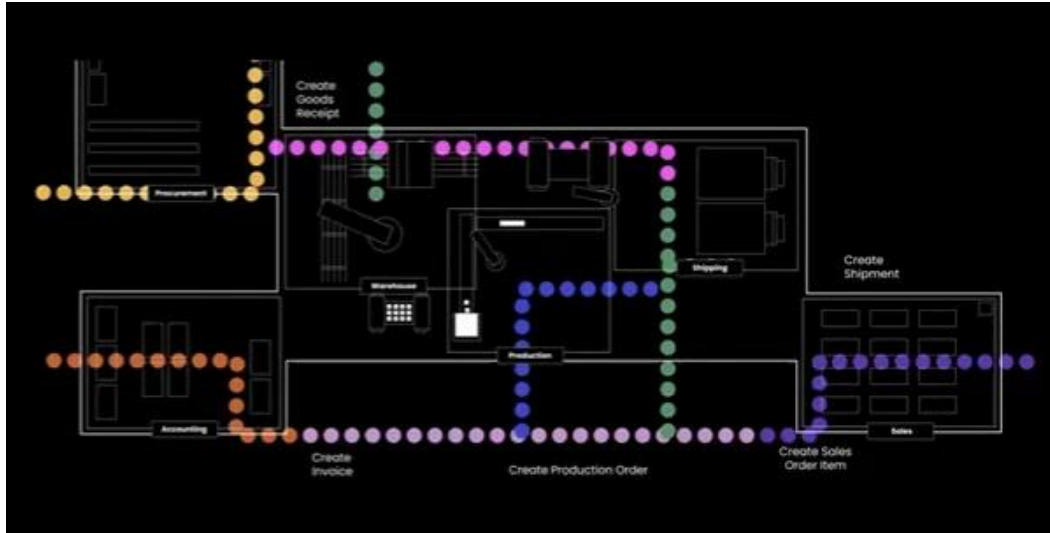 Create
Goods
Receipt
Procurement
Create
Shipment
Shipping
Warehouse
Production
Accounting
Sales
Create
Invoice
Create Production Order
Create Sales
Order Item